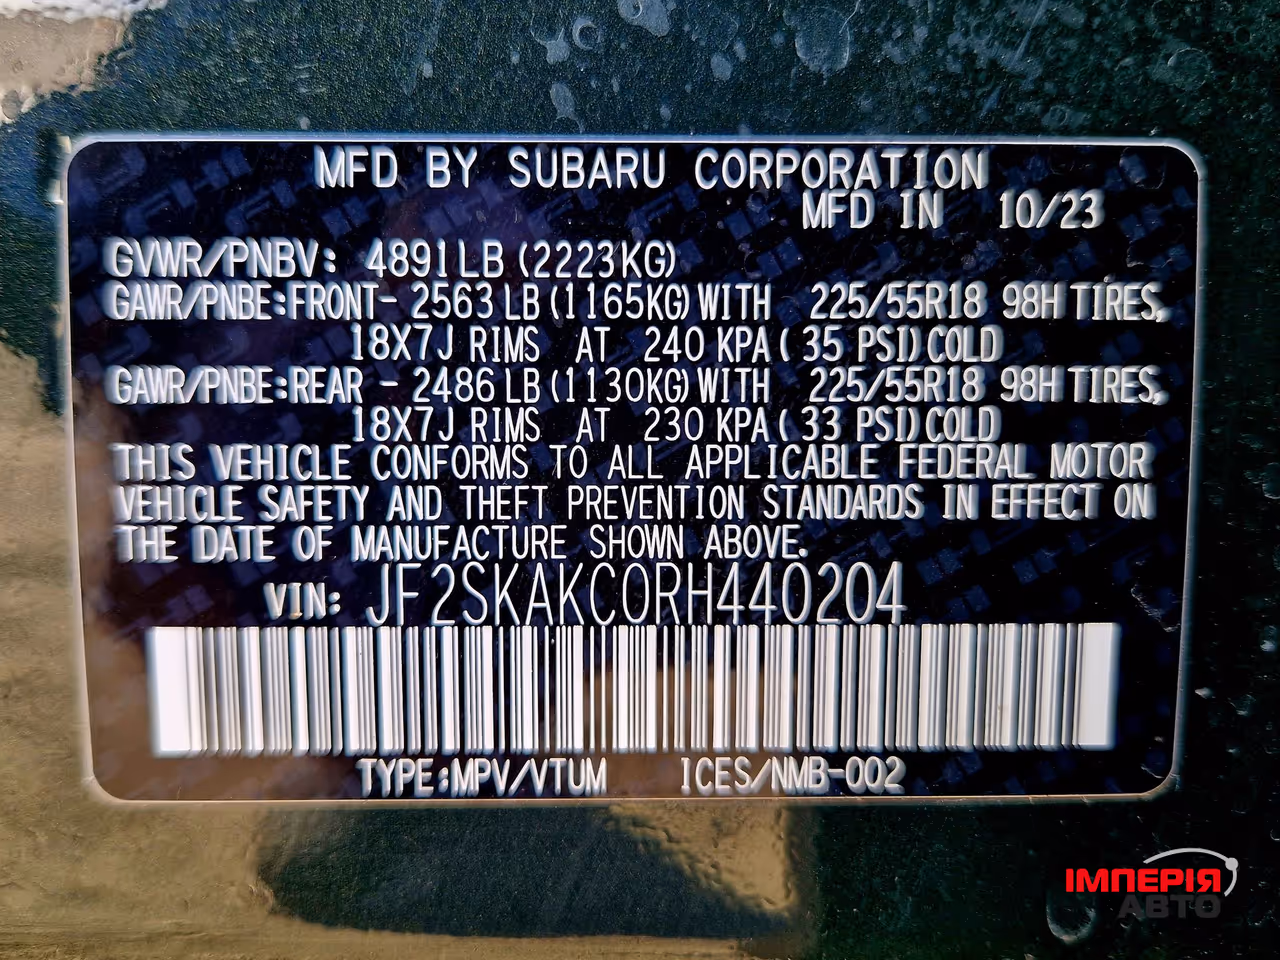 MFD BY SUBARU CORPORATION
MFD IN 10/23
GVWR/PNBV: 4891LB (2223KG)
GAWR/PNBE:FRONT- 2563 LB (1165KG) WITH 225/55R18 98H TIRES,
18X7J RIMS AT 240 KPA ( 35 PSI) COLD
GAWR/PNBE:REAR - 2486 LB (1130KG) WITH 225/55R18 98H TIRES,
18X7J RIMS AT 230 KPA ( 33 PSI) COLD
THIS VEHICLE CONFORMS TO ALL APPLICABLE FEDERAL MOTOR
VEHICLE SAFETY AND THEFT PREVENTION STANDARDS IN EFFECT ON
THE DATE OF MANUFACTURE SHOWN ABOVE.
VIN: JF2SKAKC0RH440204
TYPE:MPV/VTUM ICES/NMB-002
ІМПЕРІЯ
АВТО